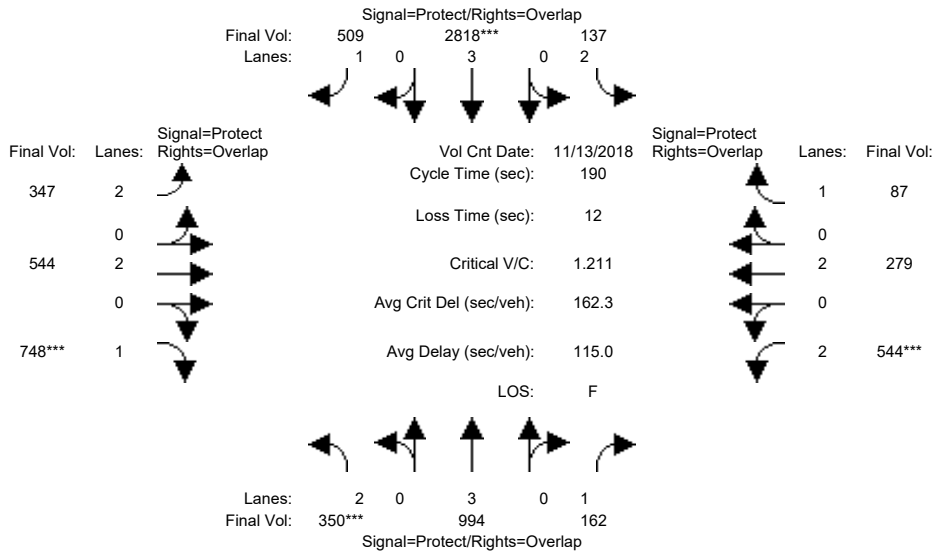 Signal=Protect/Rights=Overlap
Final Vol: 509 2818*** 137
Lanes: 1 0 3 0 2
Signal=Protect
Final Vol: Lanes: Rights=Overlap
Vol Cnt Date: 11/13/2018
Signal=Protect
Rights=Overlap Lanes: Final Vol:
Cycle Time (sec): 190
347 2
1 87
Loss Time (sec): 12
0
0
544 2
Critical V/C: 1.211
2 279
0
Avg Crit Del (sec/veh): 162.3
0
748*** 1
Avg Delay (sec/veh): 115.0
2 544***
LOS: F
Lanes: 2 0 3 0 1
Final Vol: 350*** 994 162
Signal=Protect/Rights=Overlap